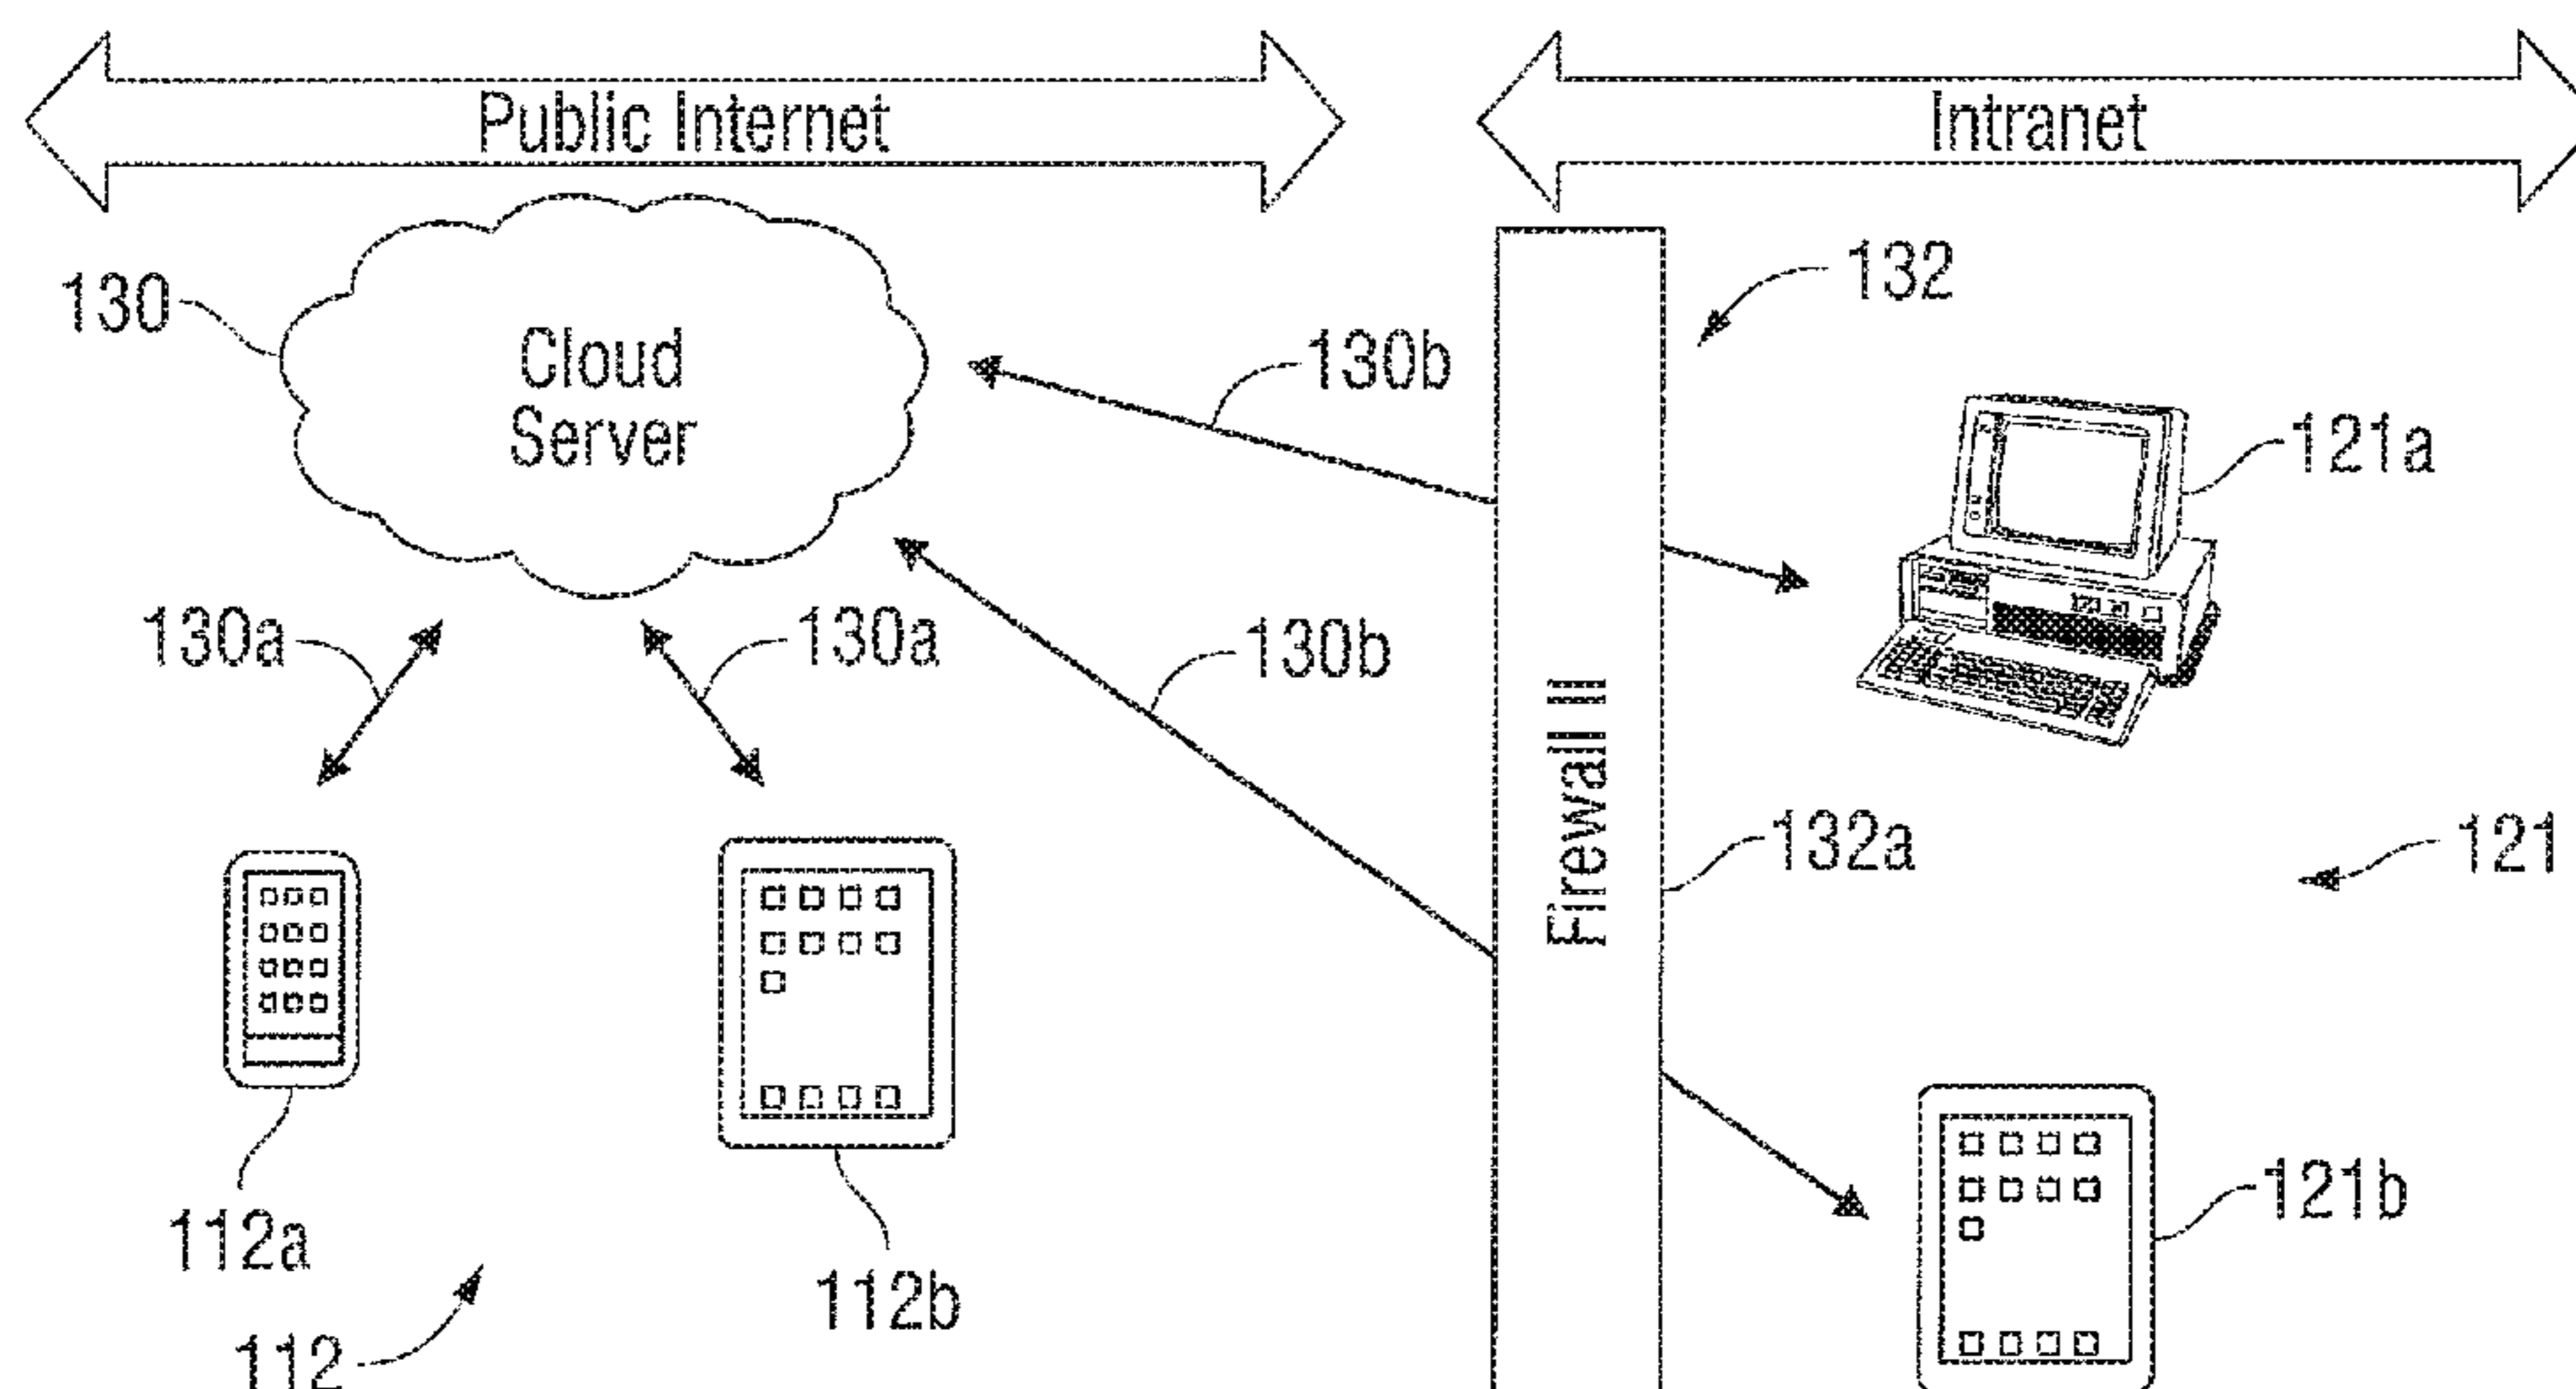 Public Internet
Intranet
130
Cloud
Server
130b
132
121a
130a
130a
130b
Firewall II
132a
121
112a
112b
121b
112